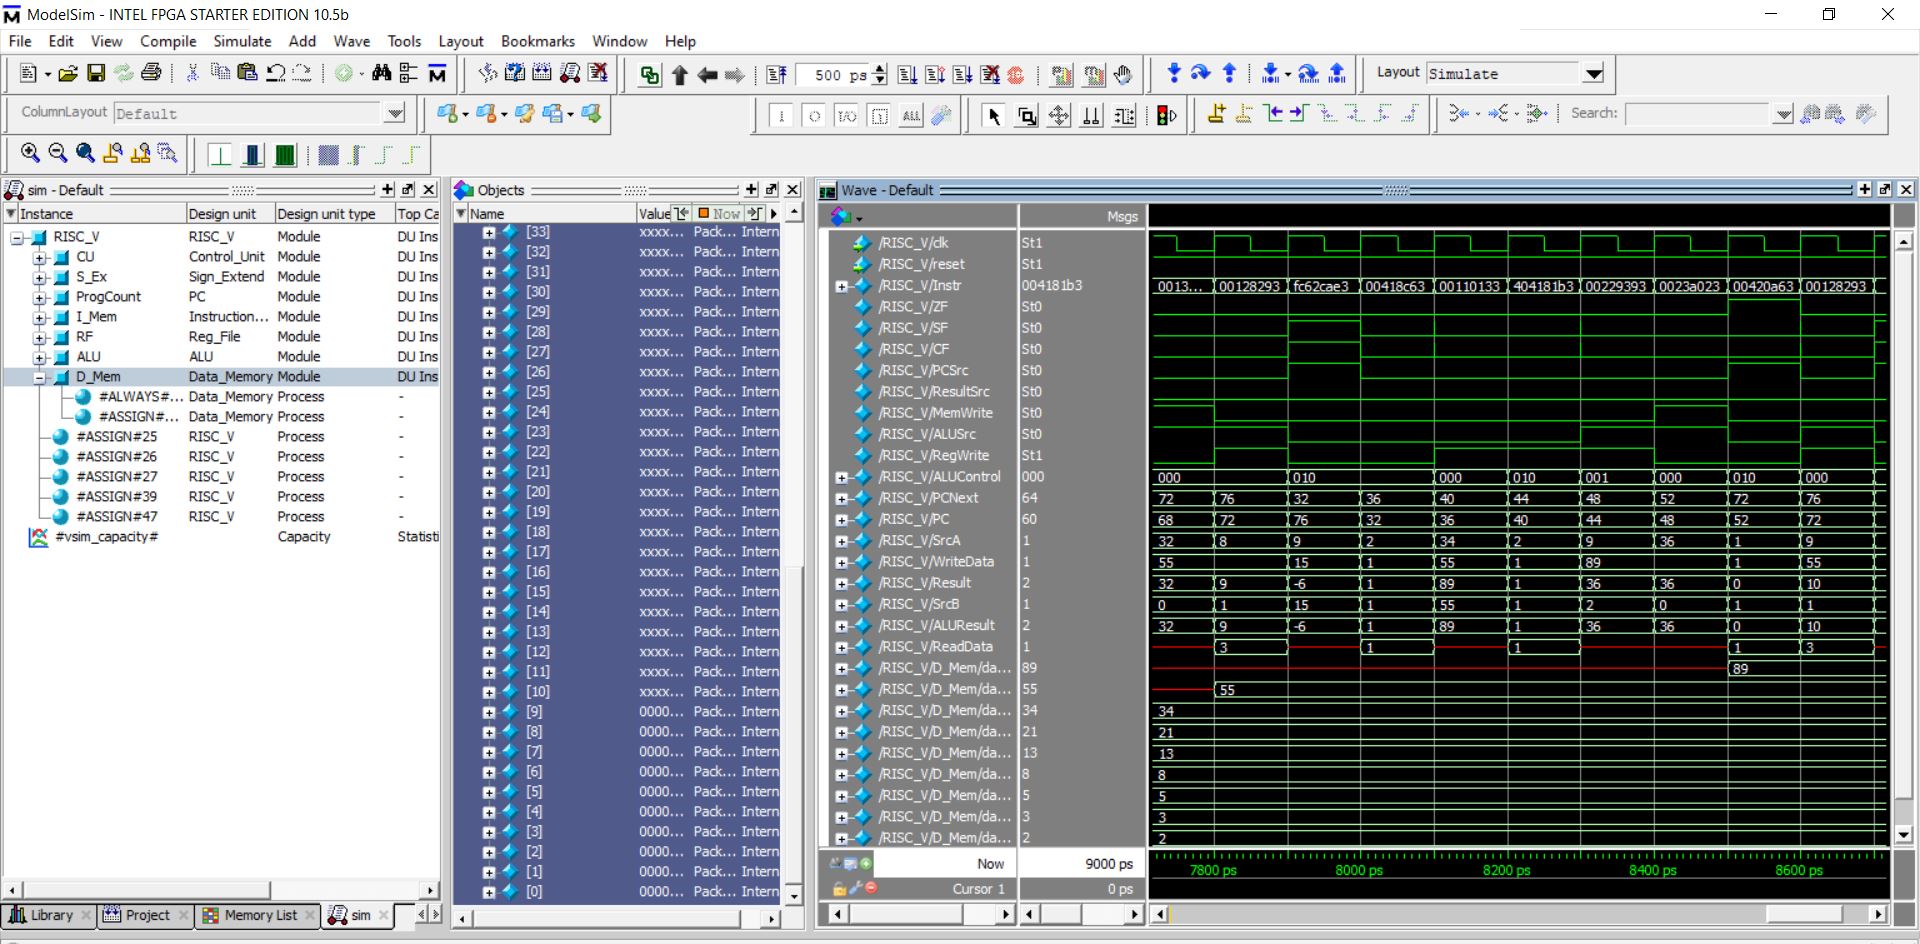 ModelSim - INTEL FPGA STARTER EDITION 10.5b
File Edit View Compile Simulate Add Wave Tools Layout Bookmarks Window Help
500 ps Layout Simulate
ColumnLayout Default I/O ALL Search:
sim - Default
Instance Design unit Design unit type Top Ca
RISC_V RISC_V Module DU Ins
CU Control_Unit Module DU Ins
S_Ex Sign_Extend Module DU Ins
ProgCount PC Module DU Ins
I_Mem Instruction... Module DU Ins
RF Reg_File Module DU Ins
ALU ALU Module DU Ins
D_Mem Data_Memory Module DU Ins
#ALWAYS#... Data_Memory Process -
#ASSIGN#... Data_Memory Process -
#ASSIGN#25 RISC_V Process -
#ASSIGN#26 RISC_V Process -
#ASSIGN#27 RISC_V Process -
#ASSIGN#39 RISC_V Process -
#ASSIGN#47 RISC_V Process -
#vsim_capacity# Capacity Statisti
Library Project Memory List sim
Objects
Name Value Now
[33] xxxx... Pack... Intern
[32] xxxx... Pack... Intern
[31] xxxx... Pack... Intern
[30] xxxx... Pack... Intern
[29] xxxx... Pack... Intern
[28] xxxx... Pack... Intern
[27] xxxx... Pack... Intern
[26] xxxx... Pack... Intern
[25] xxxx... Pack... Intern
[24] xxxx... Pack... Intern
[23] xxxx... Pack... Intern
[22] xxxx... Pack... Intern
[21] xxxx... Pack... Intern
[20] xxxx... Pack... Intern
[19] xxxx... Pack... Intern
[18] xxxx... Pack... Intern
[17] xxxx... Pack... Intern
[16] xxxx... Pack... Intern
[15] xxxx... Pack... Intern
[14] xxxx... Pack... Intern
[13] xxxx... Pack... Intern
[12] xxxx... Pack... Intern
[11] xxxx... Pack... Intern
[10] xxxx... Pack... Intern
[9] 0000... Pack... Intern
[8] 0000... Pack... Intern
[7] 0000... Pack... Intern
[6] 0000... Pack... Intern
[5] 0000... Pack... Intern
[4] 0000... Pack... Intern
[3] 0000... Pack... Intern
[2] 0000... Pack... Intern
[1] 0000... Pack... Intern
[0] 0000... Pack... Intern
Wave - Default
Msgs
/RISC_V/clk St1
/RISC_V/reset St1
/RISC_V/Instr 004181b3 0013... 00128293 fc62cae3 00418c63 00110133 404181b3 00229393 0023a023 00420a63 00128293
/RISC_V/ZF St0
/RISC_V/SF St0
/RISC_V/CF St0
/RISC_V/PCSrc St0
/RISC_V/ResultSrc St0
/RISC_V/MemWrite St0
/RISC_V/ALUSrc St0
/RISC_V/RegWrite St1
/RISC_V/ALUControl 000 000 010 000 010 001 000 010 000
/RISC_V/PCNext 64 72 76 32 36 40 44 48 52 72 76
/RISC_V/PC 60 68 72 76 32 36 40 44 48 52 72
/RISC_V/SrcA 1 32 8 9 2 34 2 9 36 1 9
/RISC_V/WriteData 1 55 15 1 55 1 89 1 55
/RISC_V/Result 2 32 9 -6 1 89 1 36 36 0 10
/RISC_V/SrcB 1 0 1 15 1 55 1 2 0 1 1
/RISC_V/ALUResult 2 32 9 -6 1 89 1 36 36 0 10
/RISC_V/ReadData 1 3 1 1 1 3
/RISC_V/D_Mem/da... 89 89
/RISC_V/D_Mem/da... 55 55
/RISC_V/D_Mem/da... 34 34
/RISC_V/D_Mem/da... 21 21
/RISC_V/D_Mem/da... 13 13
/RISC_V/D_Mem/da... 8 8
/RISC_V/D_Mem/da... 5 5
/RISC_V/D_Mem/da... 3 3
/RISC_V/D_Mem/da... 2 2
Now 9000 ps 7800 ps 8000 ps 8200 ps 8400 ps 8600 ps
Cursor 1 0 ps